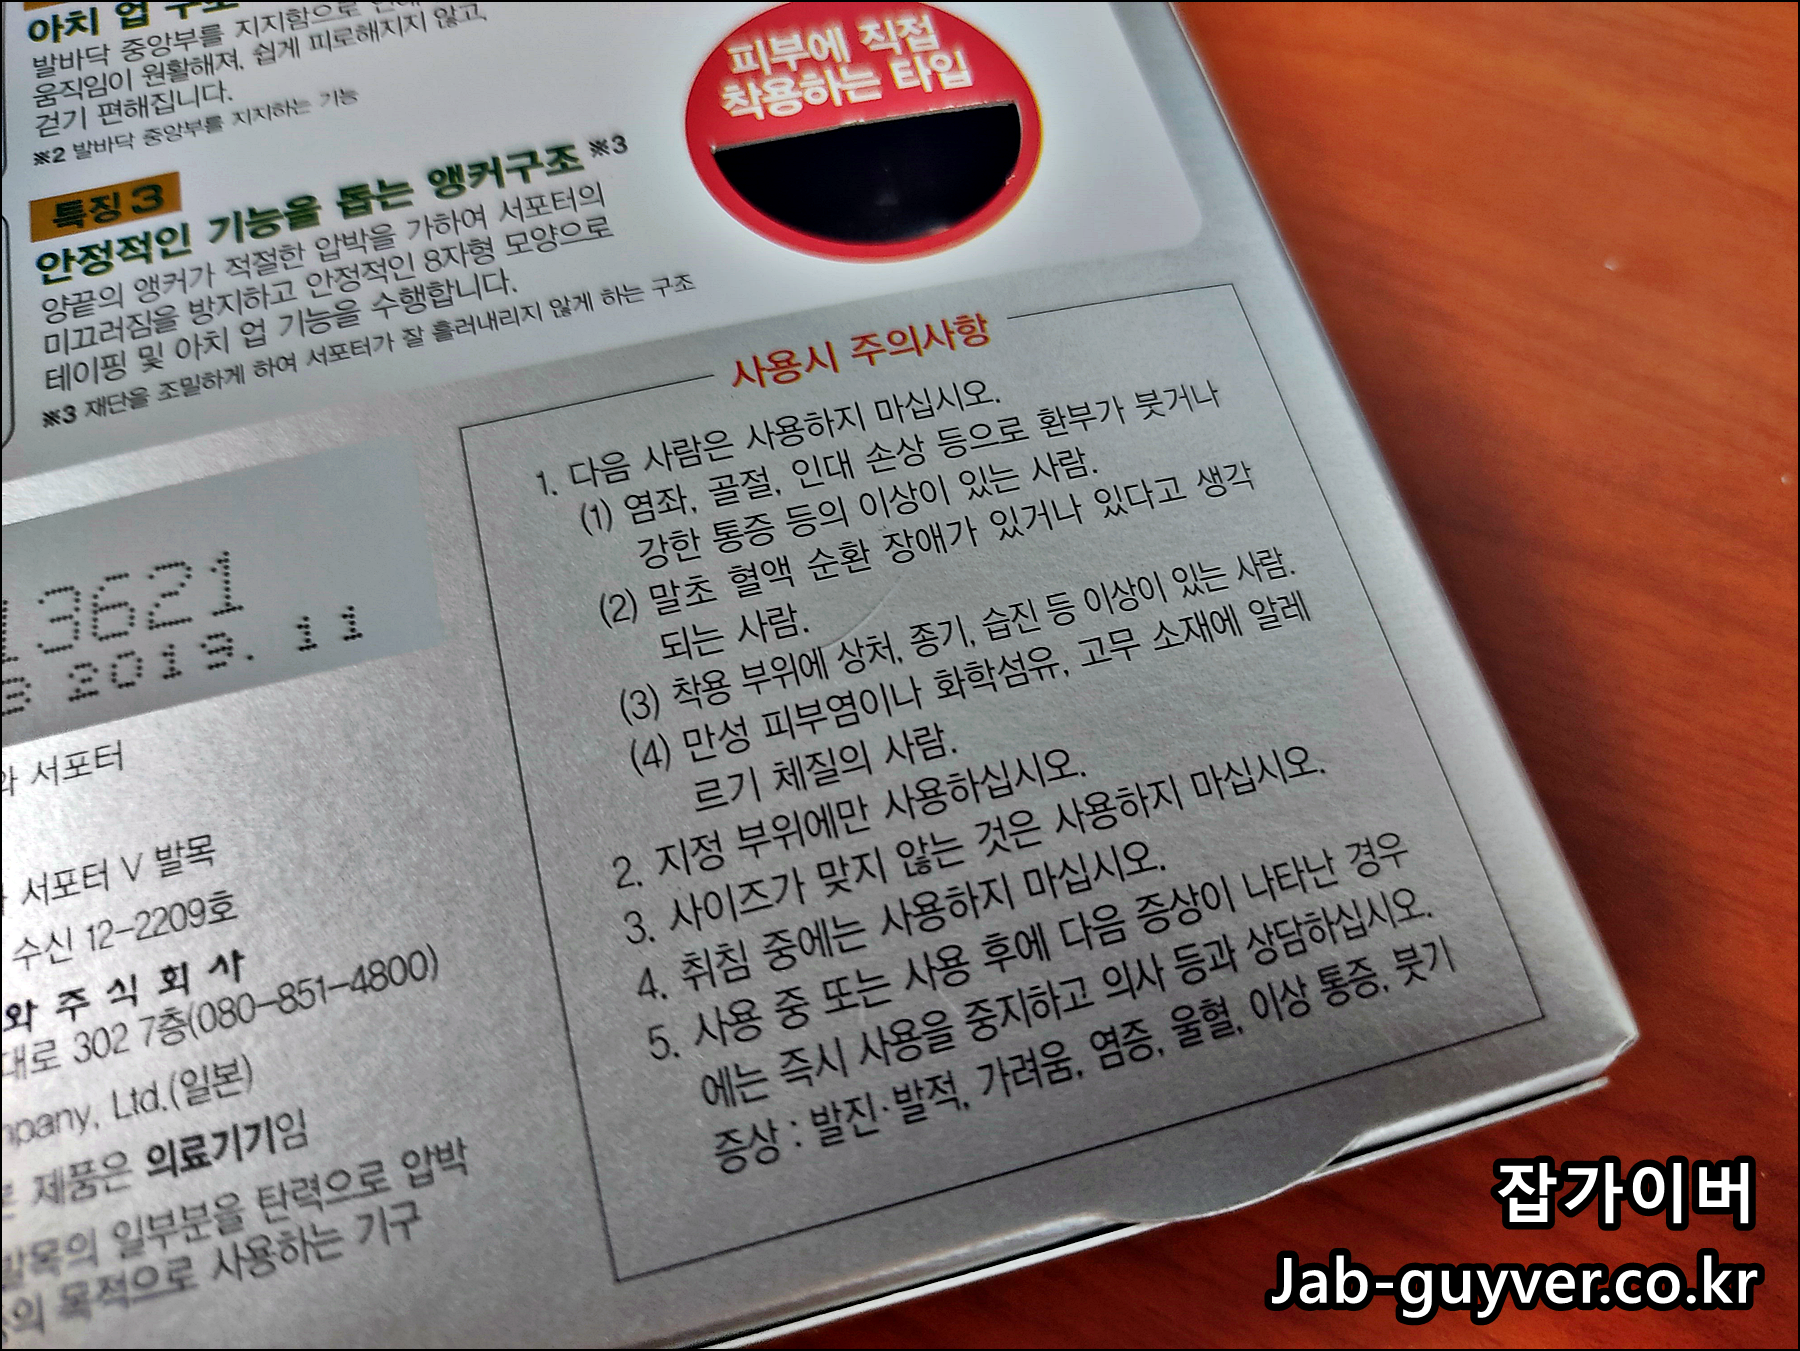 아치 업 구조
발바닥 중앙부를 지지함으로
움직임이 원활해져, 쉽게 피로해지지 않고,
걷기 편해집니다.
※2 발바닥 중앙부를 지지하는 기능
피부에 직접
착용하는 타입
특징 3
안정적인 기능을 돕는 앵커구조 ※3
양끝의 앵커가 적절한 압박을 가하여 서포터의
미끄러짐을 방지하고 안정적인 8자형 모양으로
테이핑 및 아치 업 기능을 수행합니다.
※3 재단을 조밀하게 하여 서포터가 잘 흘러내리지 않게 하는 구조
3621
2019. 11
서포터
서포터 V 발목
수신 12-2209호
와 주 식 회 사
대로 302 7층(080-851-4800)
Ltd.(일본)
제품은 의료기기임
발목의 일부분을 탄력으로 압박
의 목적으로 사용하는 기구
사용시 주의사항
1. 다음 사람은 사용하지 마십시오.
(1) 염좌, 골절, 인대 손상 등으로 환부가 붓거나
강한 통증 등의 이상이 있는 사람.
(2) 말초 혈액 순환 장애가 있거나 있다고 생각
되는 사람.
(3) 착용 부위에 상처, 종기, 습진 등 이상이 있는 사람.
(4) 만성 피부염이나 화학섬유, 고무 소재에 알레
르기 체질의 사람.
2. 지정 부위에만 사용하십시오.
3. 사이즈가 맞지 않는 것은 사용하지 마십시오.
4. 취침 중에는 사용하지 마십시오.
5. 사용 중 또는 사용 후에 다음 증상이 나타난 경우
에는 즉시 사용을 중지하고 의사 등과 상담하십시오.
증상 : 발진·발적, 가려움, 염증, 울혈, 이상 통증, 붓기
잡가이버
Jab-guyver.co.kr